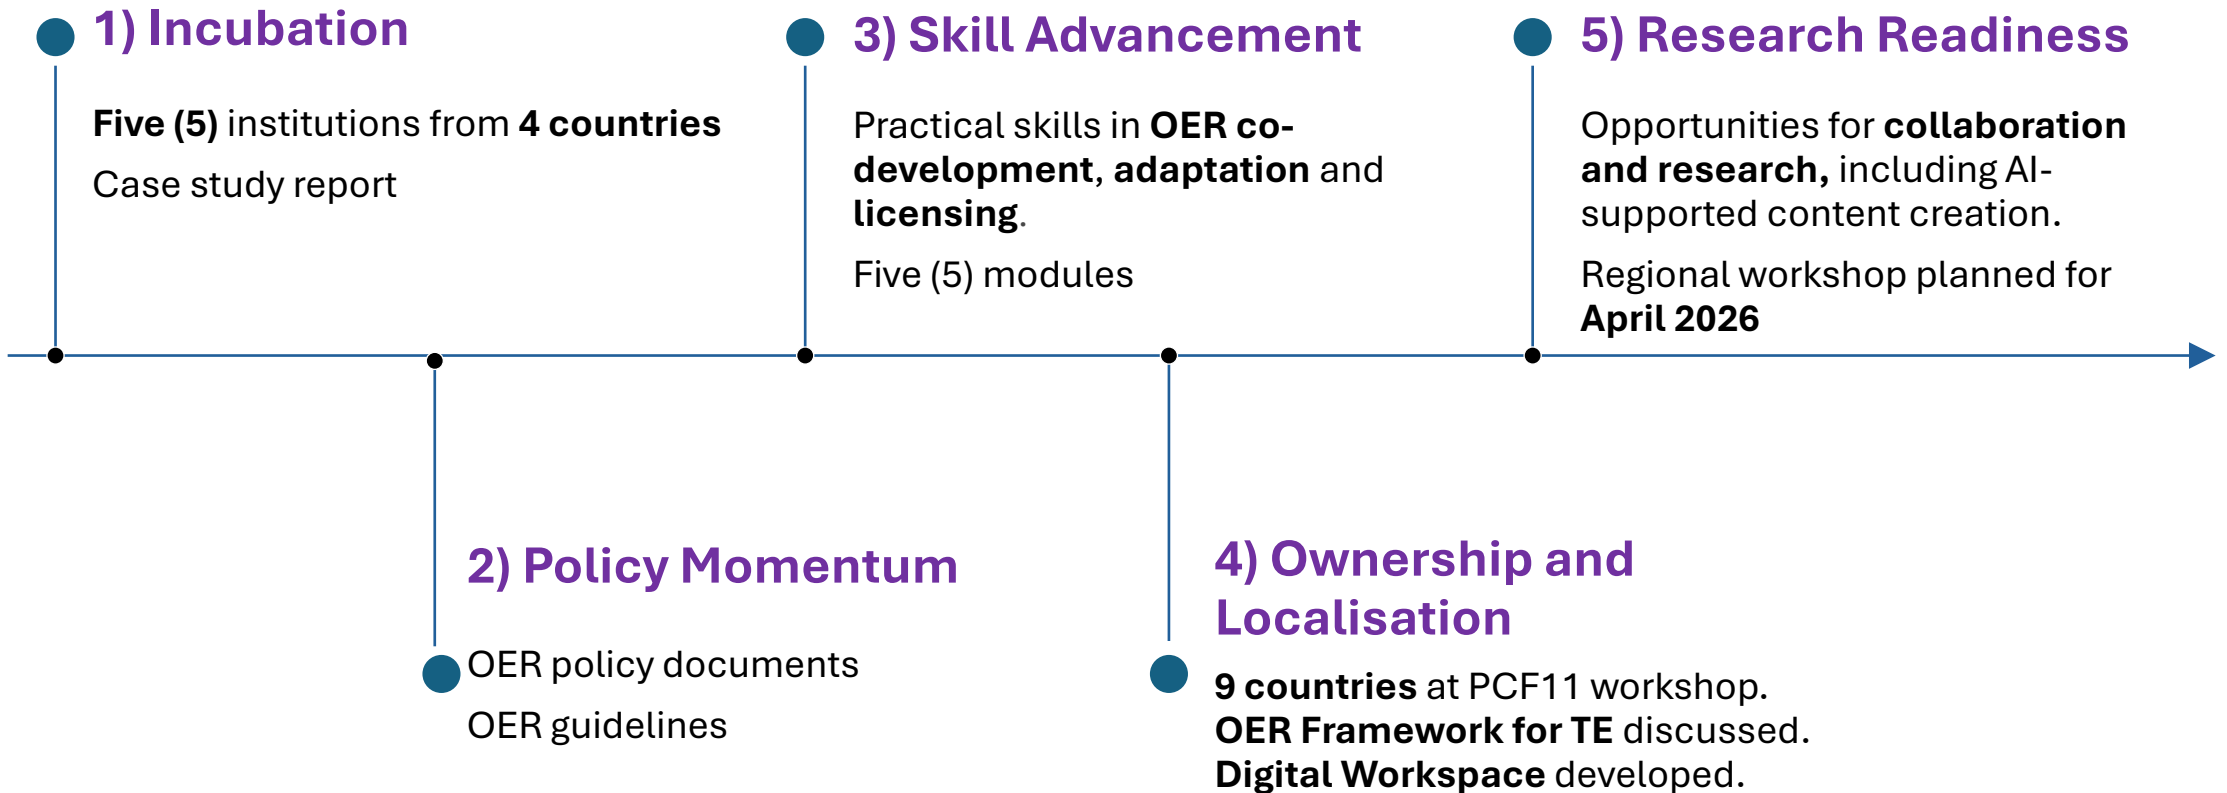 1) Incubation
Five (5) institutions from 4 countries
Case study report
2) Policy Momentum
OER policy documents
OER guidelines
3) Skill Advancement
Practical skills in OER co-
development, adaptation and
licensing.
Five (5) modules
4) Ownership and
Localisation
9 countries at PCF11 workshop.
OER Framework for TE discussed.
Digital Workspace developed.
5) Research Readiness
Opportunities for collaboration
and research, including AI-
supported content creation.
Regional workshop planned for
April 2026